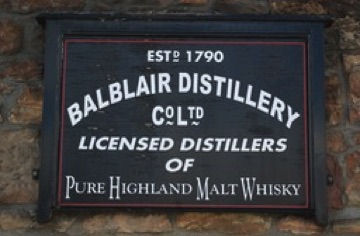 ESTD 1790
BALBLAIR DISTILLERY
CO LTD
LICENSED DISTILLERS
OF
PURE HIGHLAND MALT WHISKY